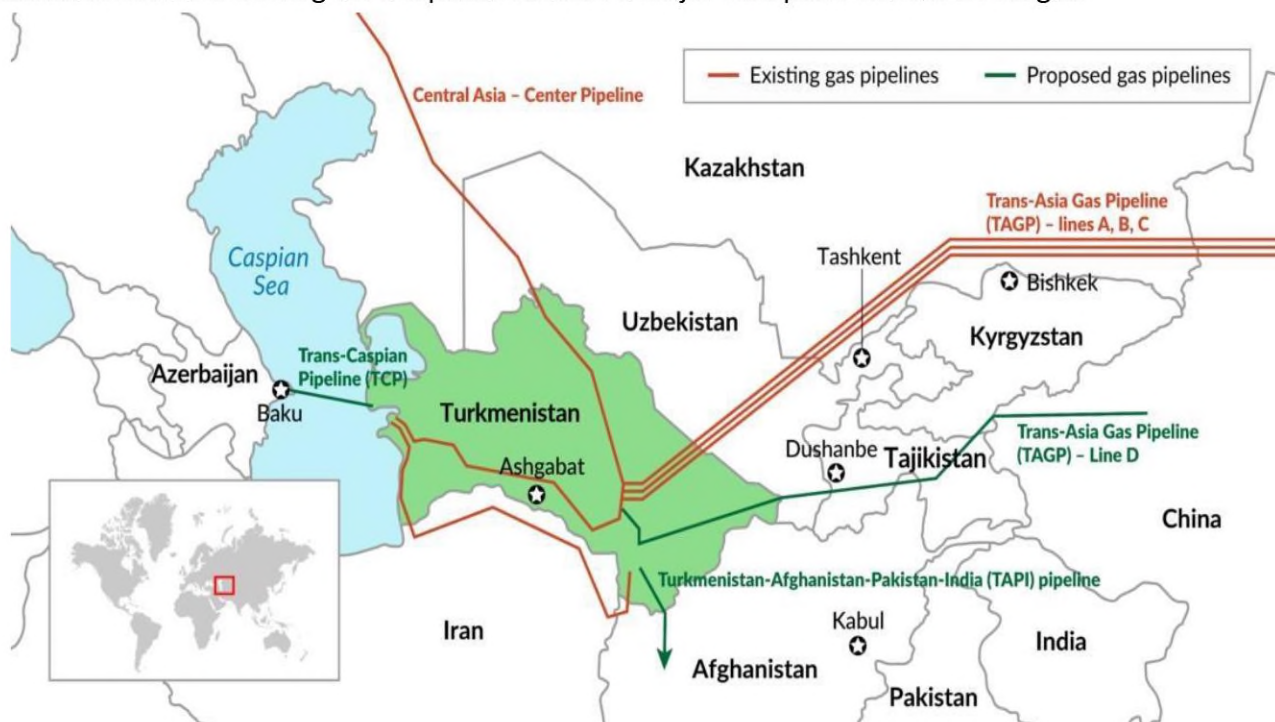 Existing gas pipelines
Proposed gas pipelines
Central Asia – Center Pipeline
Kazakhstan
Trans-Asia Gas Pipeline
(TAGP) – lines A, B, C
Tashkent
Caspian
Sea
Bishkek
Uzbekistan
Kyrgyzstan
Trans-Caspian
Pipeline (TCP)
Azerbaijan
Baku
Turkmenistan
Trans-Asia Gas Pipeline
(TAGP) – Line D
Dushanbe
Tajikistan
Ashgabat
China
Turkmenistan-Afghanistan-Pakistan-India (TAPI) pipeline
Kabul
Iran
India
Afghanistan
Pakistan